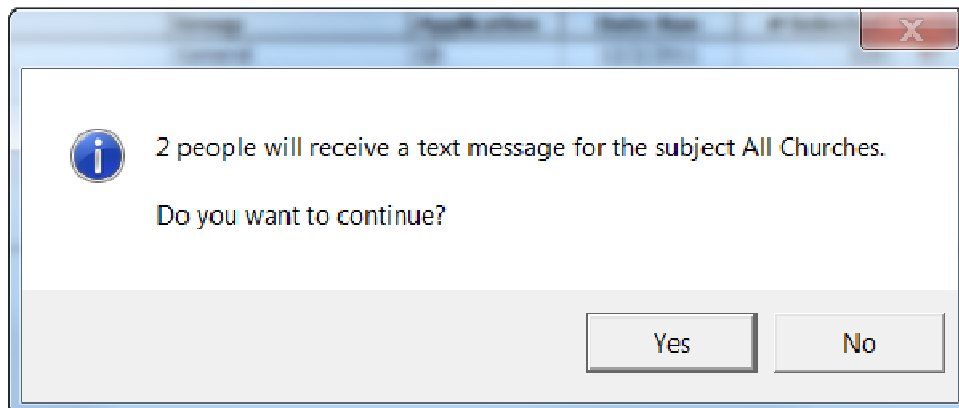 2 people will receive a text message for the subject All Churches.
Do you want to continue?
Yes
No